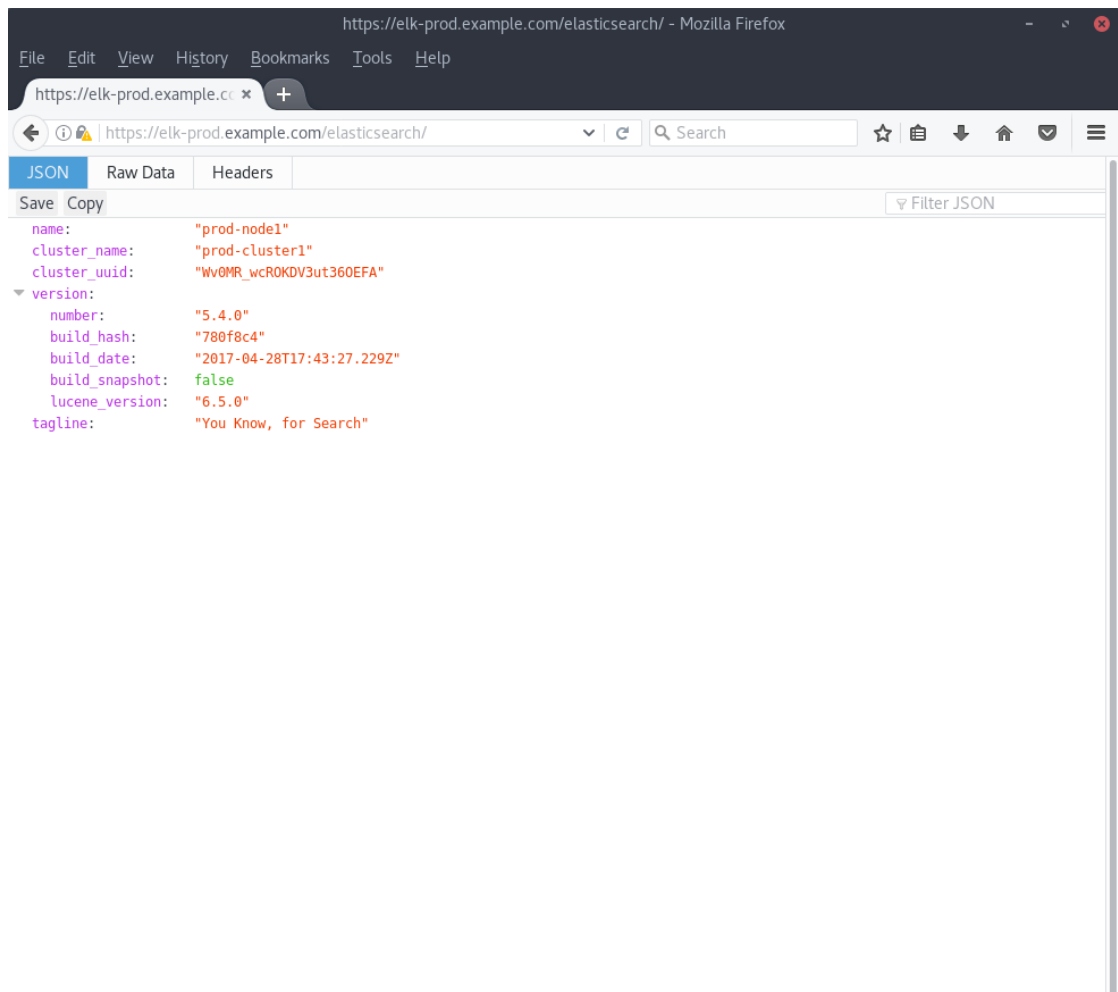 https://elk-prod.example.com/elasticsearch/ - Mozilla Firefox
File Edit View History Bookmarks Tools Help
https://elk-prod.example.cc
https://elk-prod.example.com/elasticsearch/ Search
JSON Raw Data Headers
Save Copy Filter JSON
name: "prod-node1"
cluster_name: "prod-cluster1"
cluster_uuid: "Wv0MR_wcROKDV3ut36OEFA"
version:
number: "5.4.0"
build_hash: "780f8c4"
build_date: "2017-04-28T17:43:27.229Z"
build_snapshot: false
lucene_version: "6.5.0"
tagline: "You Know, for Search"